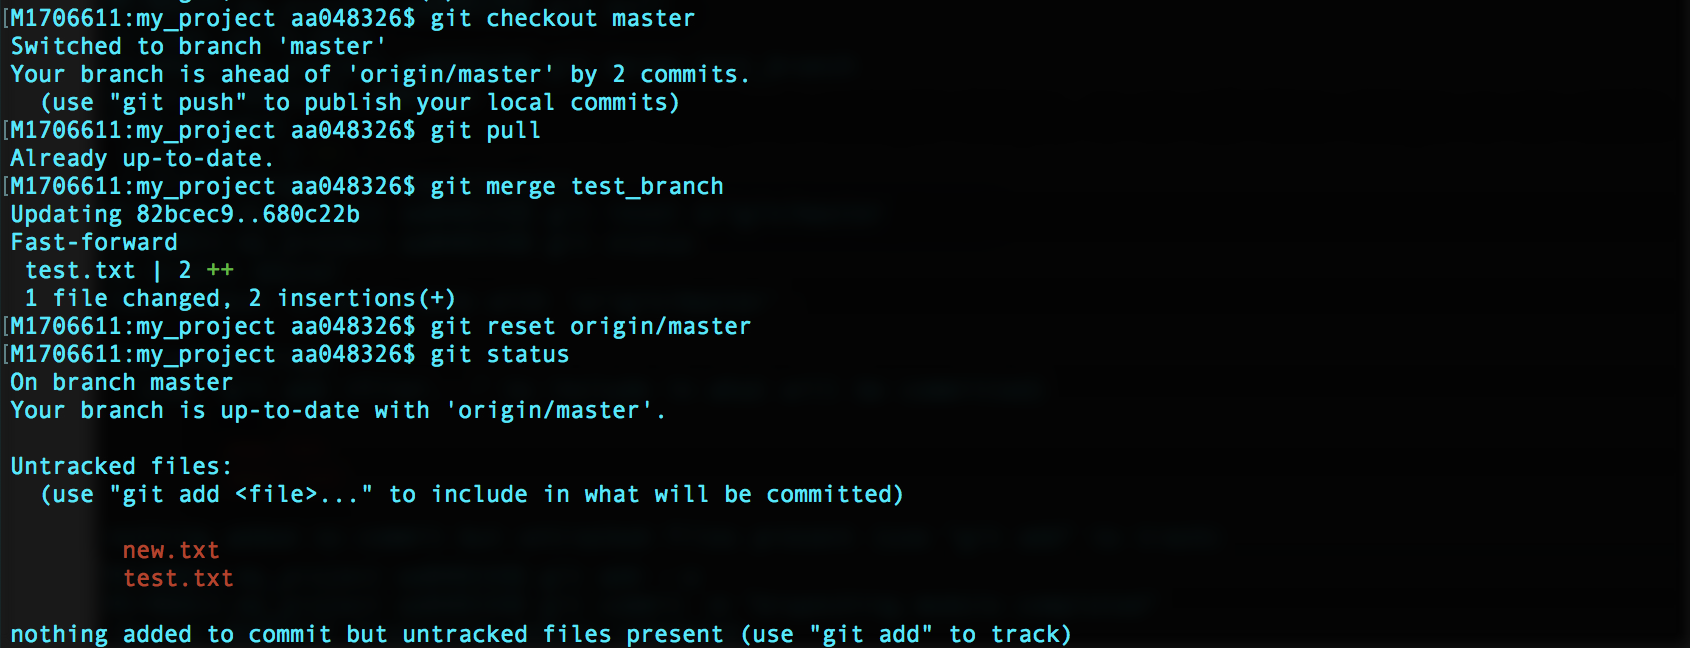 [M1706611:my_project aa048326$ git checkout master
Switched to branch 'master'
Your branch is ahead of 'origin/master' by 2 commits.
  (use "git push" to publish your local commits)
[M1706611:my_project aa048326$ git pull
Already up-to-date.
[M1706611:my_project aa048326$ git merge test_branch
Updating 82bcec9..680c22b
Fast-forward
 test.txt | 2 ++
 1 file changed, 2 insertions(+)
[M1706611:my_project aa048326$ git reset origin/master
[M1706611:my_project aa048326$ git status
On branch master
Your branch is up-to-date with 'origin/master'.
Untracked files:
  (use "git add <file>..." to include in what will be committed)
        new.txt
        test.txt
nothing added to commit but untracked files present (use "git add" to track)